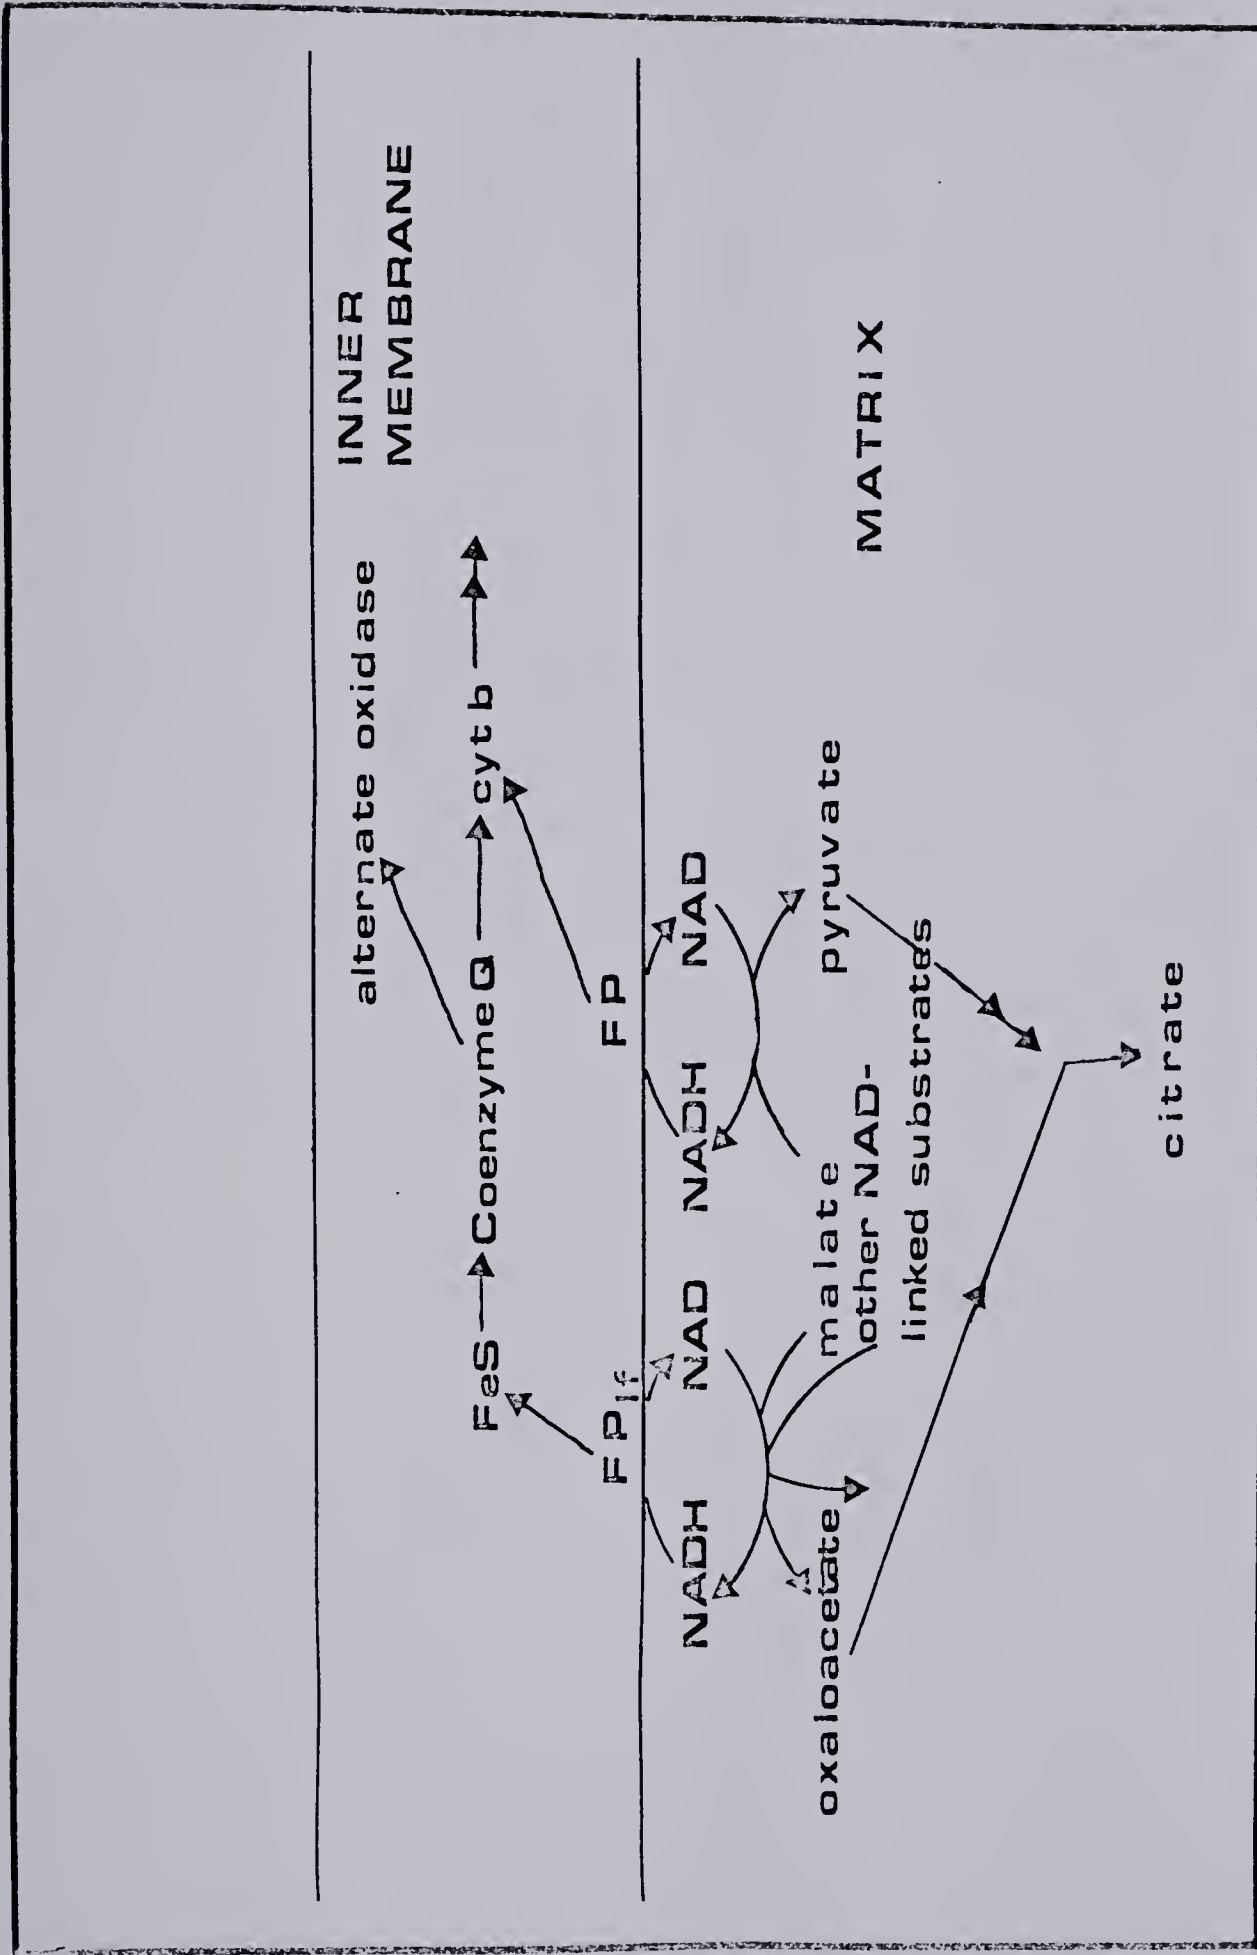 INNER
MEMBRANE
alternate oxidase
FeS
Coenzyme Q
cyt b
FP
FP
NADH
NAD
NADH
NAD
oxaloacetate
malate
pyruvate
other NAD-
linked substrates
MATRIX
citrate